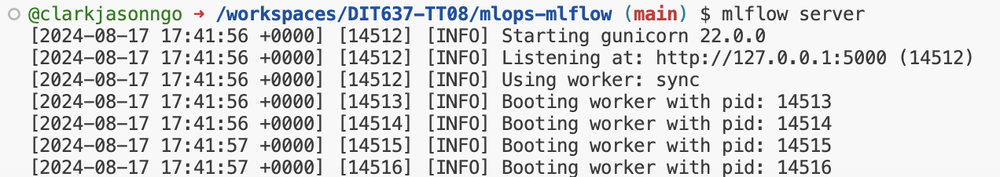 @clarkjasonngo ➜ /workspaces/DIT637-TT08/mlops-mlflow (main) $ mlflow server
[2024-08-17 17:41:56 +0000] [14512] [INFO] Starting gunicorn 22.0.0
[2024-08-17 17:41:56 +0000] [14512] [INFO] Listening at: http://127.0.0.1:5000 (14512)
[2024-08-17 17:41:56 +0000] [14512] [INFO] Using worker: sync
[2024-08-17 17:41:56 +0000] [14513] [INFO] Booting worker with pid: 14513
[2024-08-17 17:41:56 +0000] [14514] [INFO] Booting worker with pid: 14514
[2024-08-17 17:41:57 +0000] [14515] [INFO] Booting worker with pid: 14515
[2024-08-17 17:41:57 +0000] [14516] [INFO] Booting worker with pid: 14516